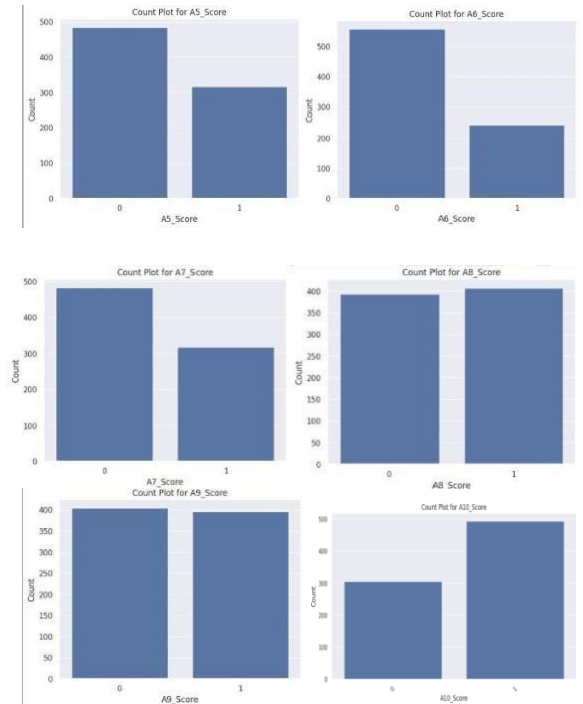 Count Plot for A5_Score
500
400
300
200
100
0
Count
0 1
A5_Score
Count Plot for A6_Score
500
400
300
200
100
0
Count
0 1
A6_Score
Count Plot for A7_Score
500
400
300
200
100
0
Count
0 1
A7_Score
Count Plot for A8_Score
400
350
300
250
200
150
100
50
0
Count
0 1
A8_Score
Count Plot for A9_Score
400
350
300
250
200
150
100
50
0
Count
0 1
A9_Score
Count Plot for A10_Score
500
400
300
200
100
0
Count
0 1
A10_Score